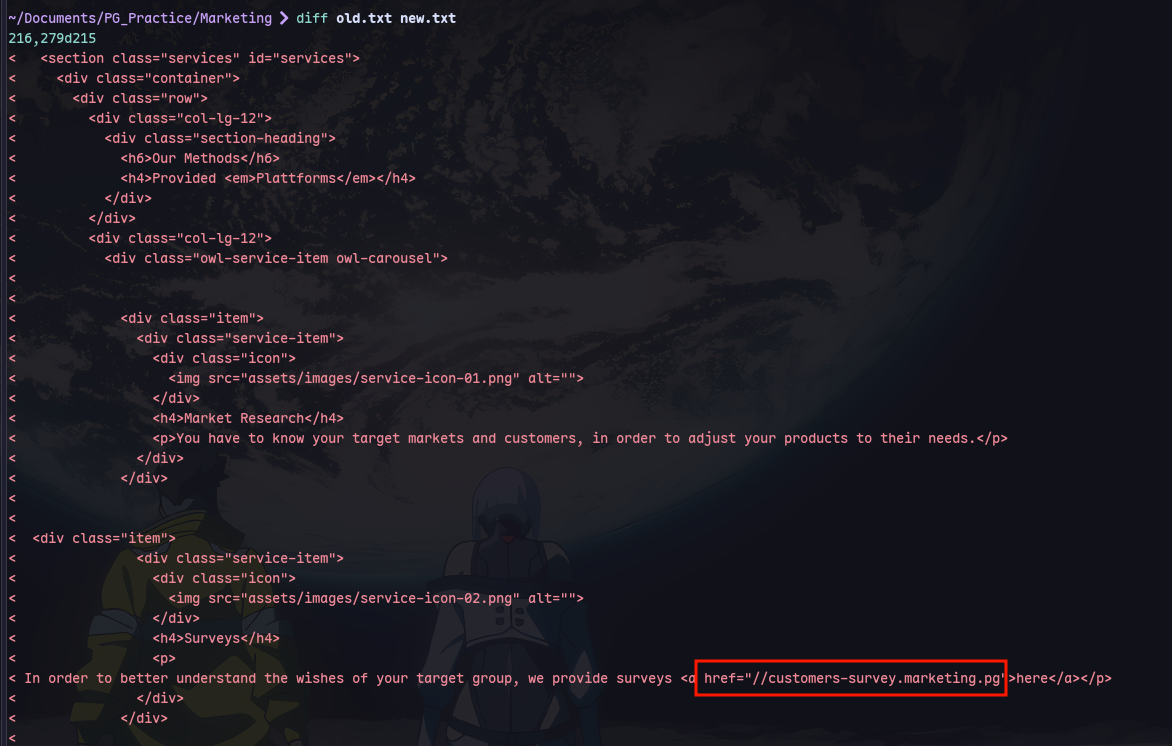 ~/Documents/PG_Practice/Marketing ❯ diff old.txt new.txt
216,279d215
<   <section class="services" id="services">
<     <div class="container">
<       <div class="row">
<         <div class="col-lg-12">
<           <div class="section-heading">
<             <h6>Our Methods</h6>
<             <h4>Provided <em>Plattforms</em></h4>
<           </div>
<         </div>
<         <div class="col-lg-12">
<           <div class="owl-service-item owl-carousel">
<
<
<             <div class="item">
<               <div class="service-item">
<                 <div class="icon">
<                   <img src="assets/images/service-icon-01.png" alt="">
<                 </div>
<                 <h4>Market Research</h4>
<                 <p>You have to know your target markets and customers, in order to adjust your products to their needs.</p>
<               </div>
<             </div>
<
<
<  <div class="item">
<               <div class="service-item">
<                 <div class="icon">
<                   <img src="assets/images/service-icon-02.png" alt="">
<                 </div>
<                 <h4>Surveys</h4>
<                 <p>
< In order to better understand the wishes of your target group, we provide surveys <a href="//customers-survey.marketing.pg">here</a></p>
<               </div>
<             </div>
<